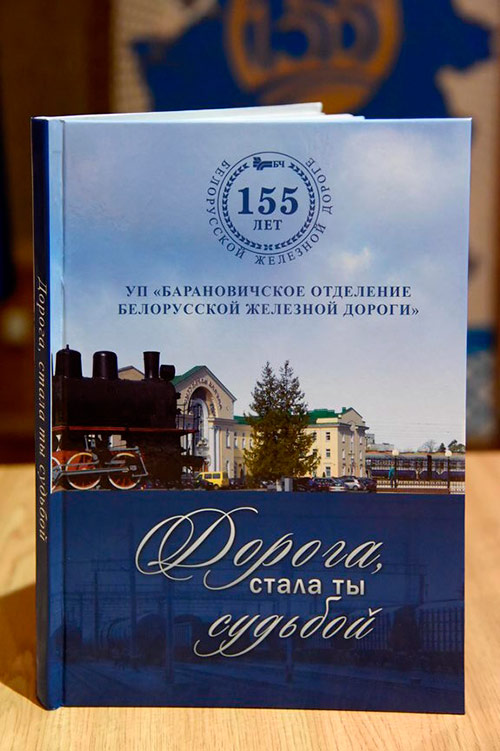 155
БЧ
155
ЛЕТ
БЕЛОРУССКОЙ ЖЕЛЕЗНОЙ ДОРОГЕ
УП «БАРАНОВИЧСКОЕ ОТДЕЛЕНИЕ
БЕЛОРУССКОЙ ЖЕЛЕЗНОЙ ДОРОГИ»
Дорога,
стала ты
судьбой
Дорога, стала ты судьбой